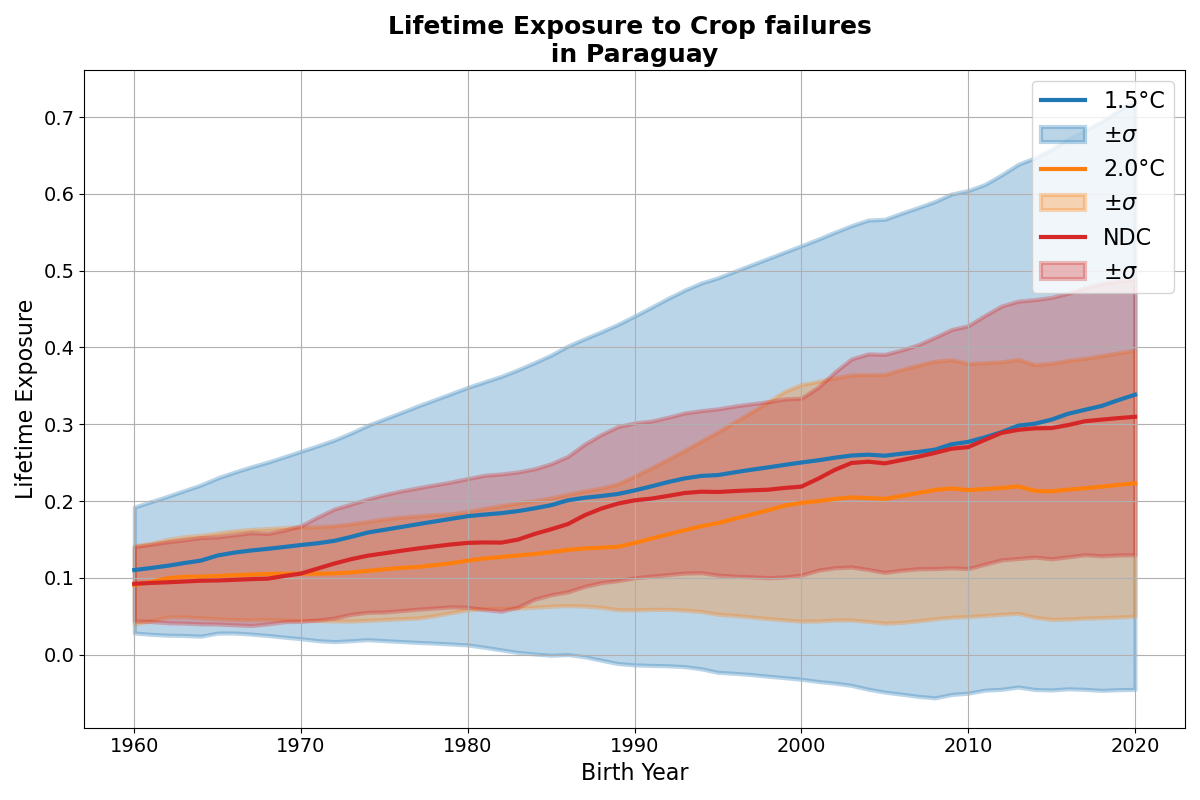 Lifetime Exposure to Crop failures
in Paraguay
Lifetime Exposure
0.7
0.6
0.5
0.4
0.3
0.2
0.1
0.0
1.5°C
±σ
2.0°C
±σ
NDC
±σ
1960 1970 1980 1990 2000 2010 2020
Birth Year